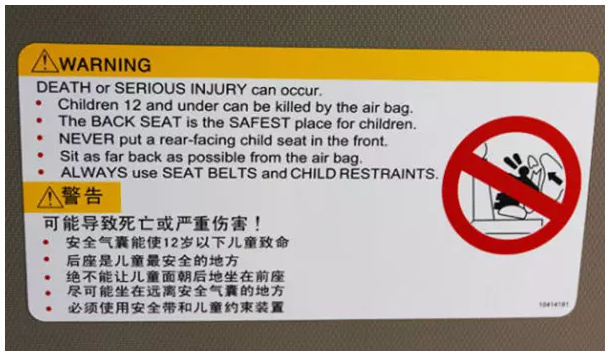 ⚠WARNING
DEATH or SERIOUS INJURY can occur.
• Children 12 and under can be killed by the air bag.
• The BACK SEAT is the SAFEST place for children.
• NEVER put a rear-facing child seat in the front.
• Sit as far back as possible from the air bag.
• ALWAYS use SEAT BELTS and CHILD RESTRAINTS.
⚠警告
可能导致死亡或严重伤害！
• 安全气囊能使12岁以下儿童致命
• 后座是儿童最安全的地方
• 绝不能让儿童面朝后地坐在前座
• 尽可能坐在远离安全气囊的地方
• 必须使用安全带和儿童约束装置
10414191